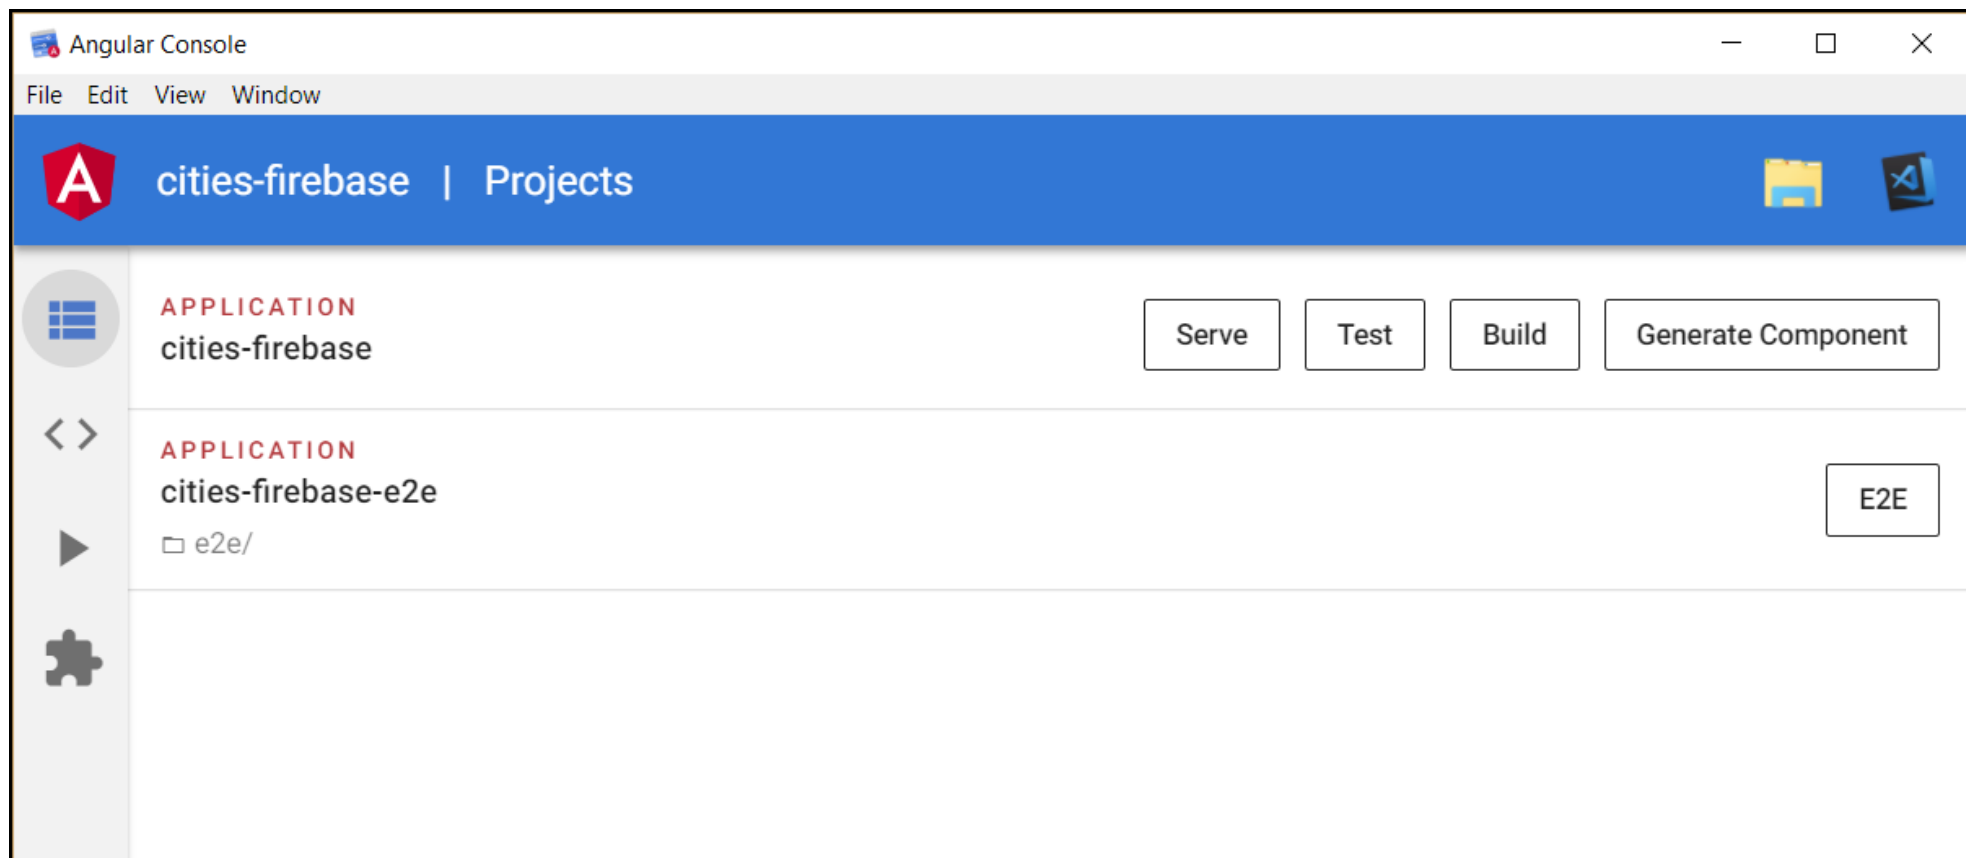 Angular Console
File Edit View Window
cities-firebase | Projects
APPLICATION
cities-firebase
Serve Test Build Generate Component
APPLICATION
cities-firebase-e2e
e2e/
E2E